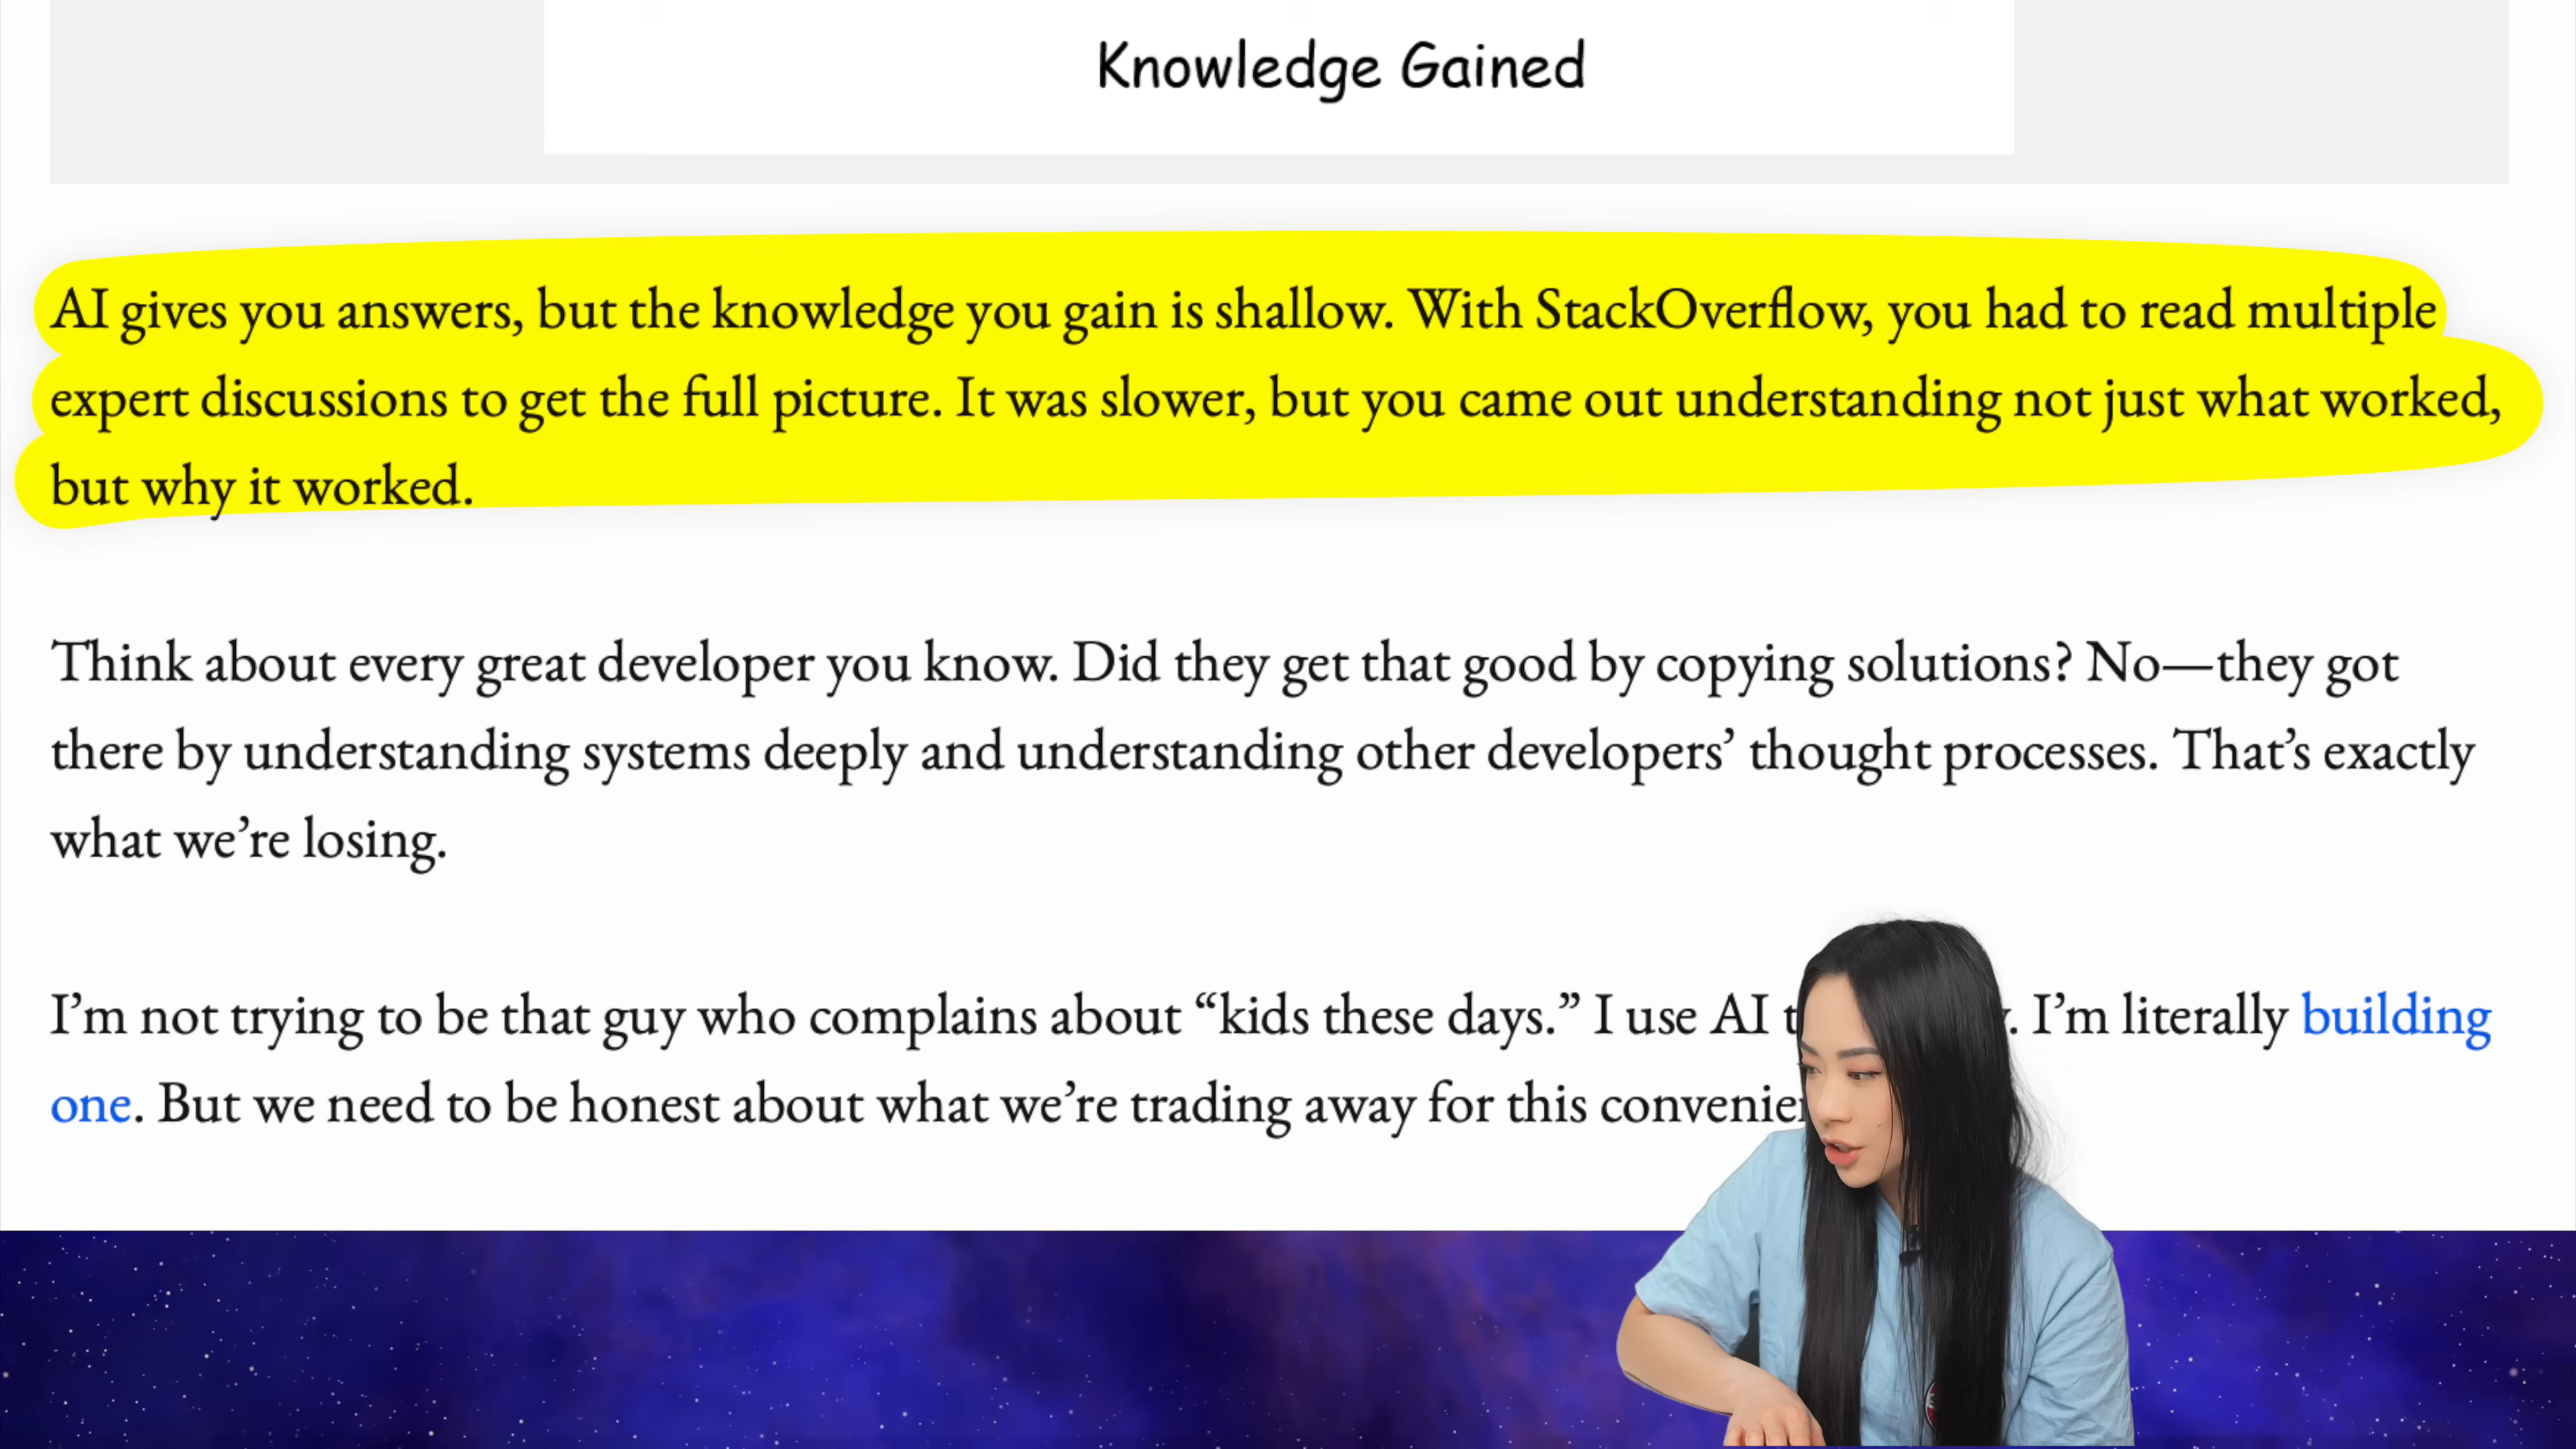 Knowledge Gained
AI gives you answers, but the knowledge you gain is shallow. With StackOverflow, you had to read multiple
expert discussions to get the full picture. It was slower, but you came out understanding not just what worked,
but why it worked.
Think about every great developer you know. Did they get that good by copying solutions? No—they got
there by understanding systems deeply and understanding other developers’ thought processes. That’s exactly
what we’re losing.
I’m not trying to be that guy who complains about “kids these days.” I use AI I’m literally building
one. But we need to be honest about what we’re trading away for this